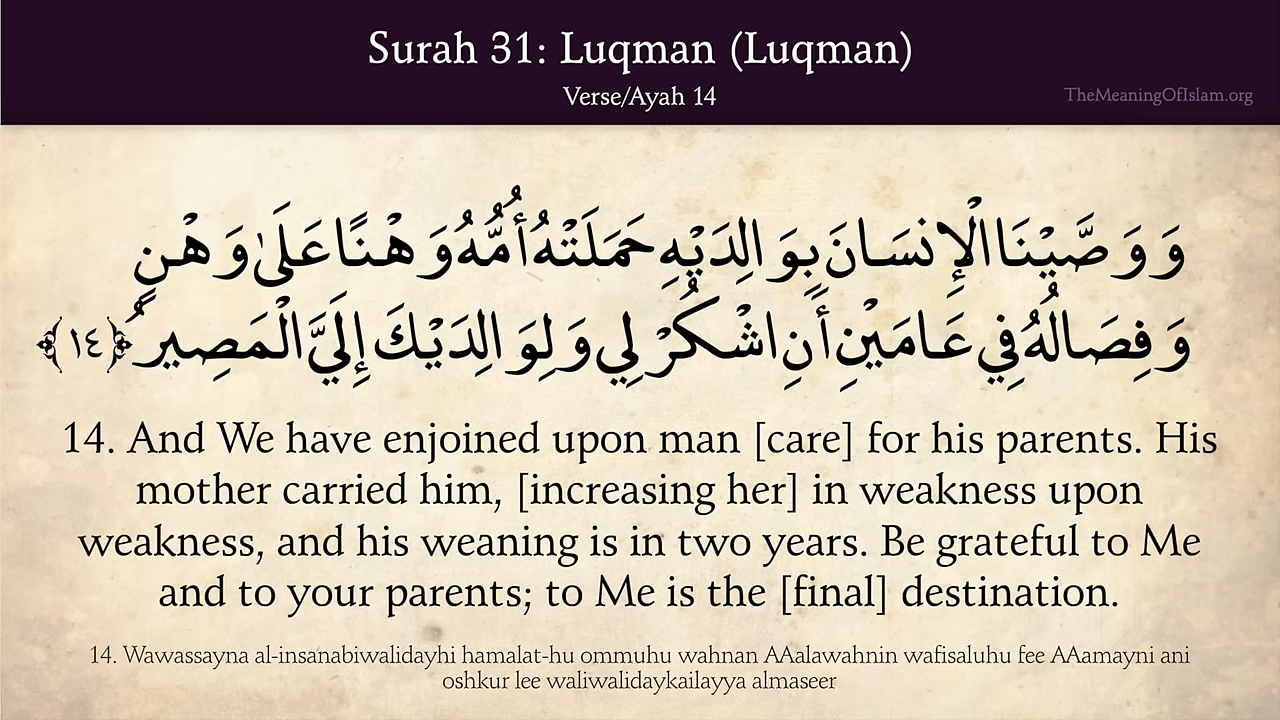 Surah 31: Luqman (Luqman)
Verse/Ayah 14
TheMeaningOfIslam.org
وَوَصَّيْنَا الْإِنسَانَ بِوَالِدَيْهِ حَمَلَتْهُ أُمُّهُ وَهْنًا عَلَىٰ وَهْنٍ
وَفِصَالُهُ فِي عَامَيْنِ أَنِ اشْكُرْ لِي وَلِوَالِدَيْكَ إِلَيَّ الْمَصِيرُ ﴿١٤﴾
14. And We have enjoined upon man [care] for his parents. His
mother carried him, [increasing her] in weakness upon
weakness, and his weaning is in two years. Be grateful to Me
and to your parents; to Me is the [final] destination.
14. Wawassayna al-insanabiwalidayhi hamalat-hu ommuhu wahnan AAalawahnin wafisaluhu fee AAamayni ani
oshkur lee waliwalidaykailayya almaseer